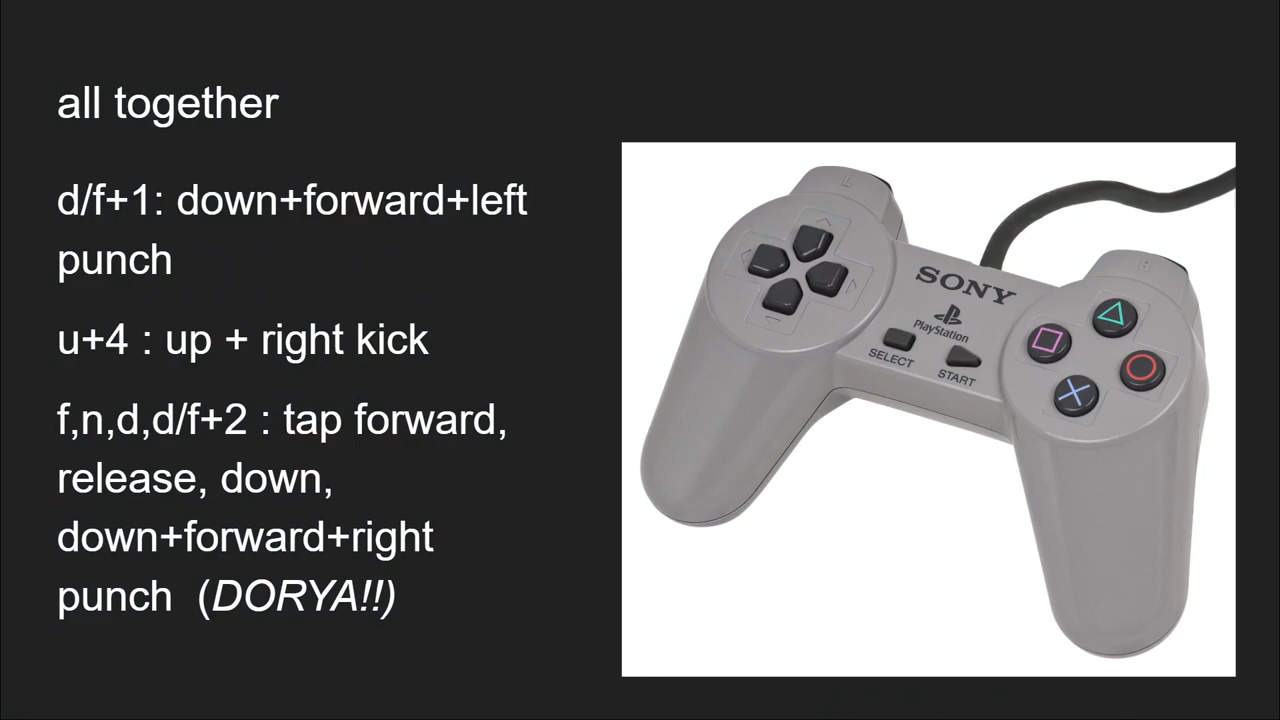 all together
d/f+1: down+forward+left
punch
u+4 : up + right kick
f,n,d,d/f+2 : tap forward,
release, down,
down+forward+right
punch (DORYA!!)
L
R
SONY
PlayStation
SELECT
START